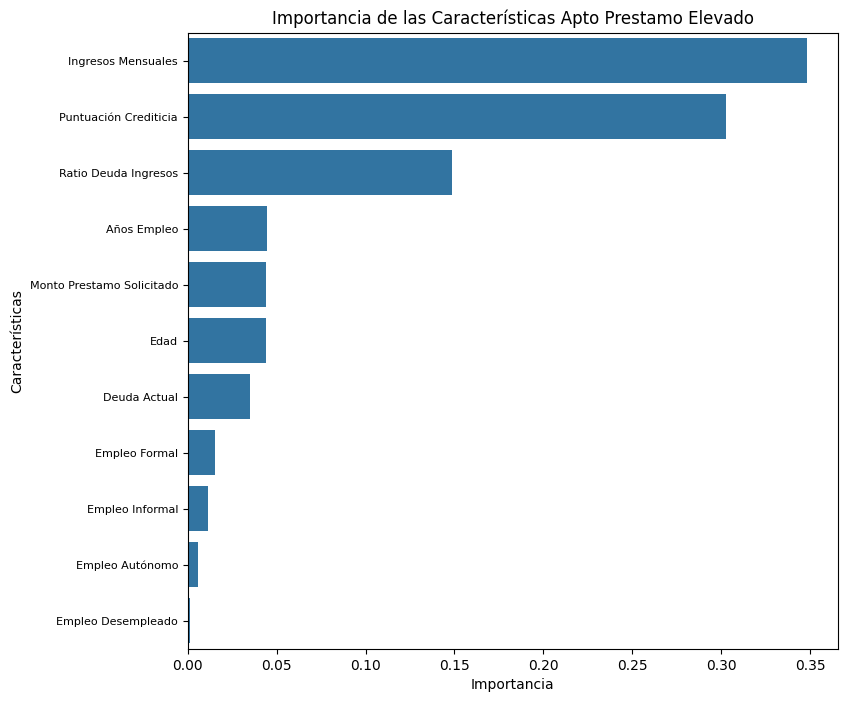 Importancia de las Características Apto Prestamo Elevado
Características
Ingresos Mensuales
Puntuación Crediticia
Ratio Deuda Ingresos
Años Empleo
Monto Prestamo Solicitado
Edad
Deuda Actual
Empleo Formal
Empleo Informal
Empleo Autónomo
Empleo Desempleado
0.00 0.05 0.10 0.15 0.20 0.25 0.30 0.35
Importancia